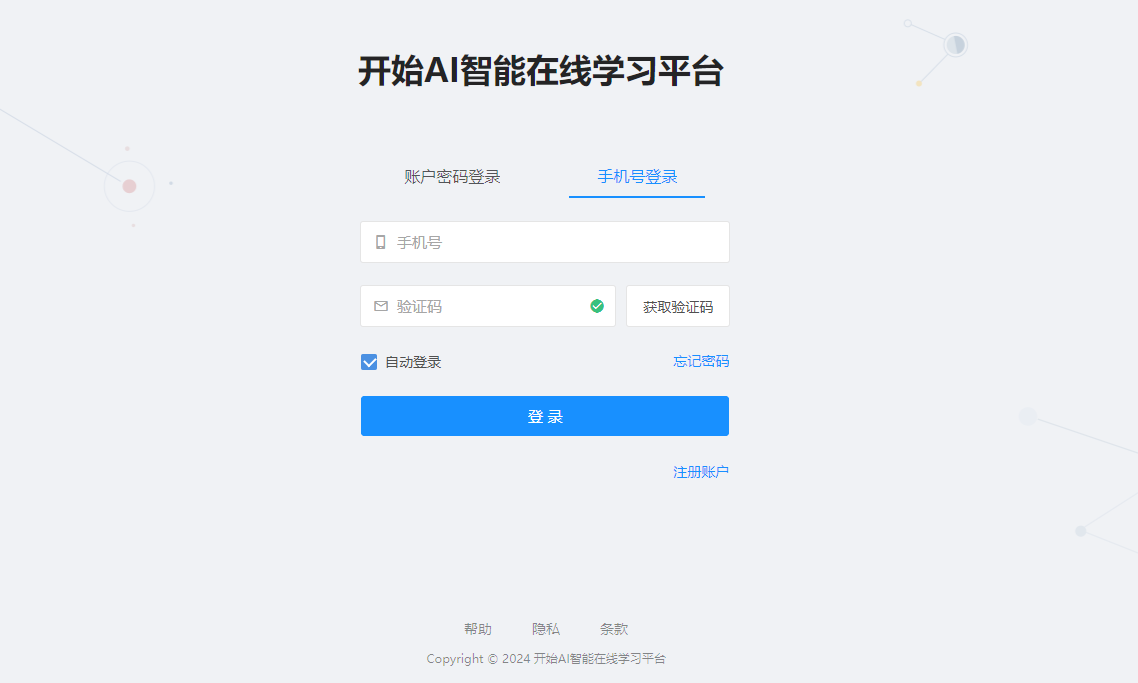 开始AI智能在线学习平台
账户密码登录 手机号登录
手机号
验证码 获取验证码
自动登录 忘记密码
登 录
注册账户
帮助 隐私 条款
Copyright © 2024 开始AI智能在线学习平台